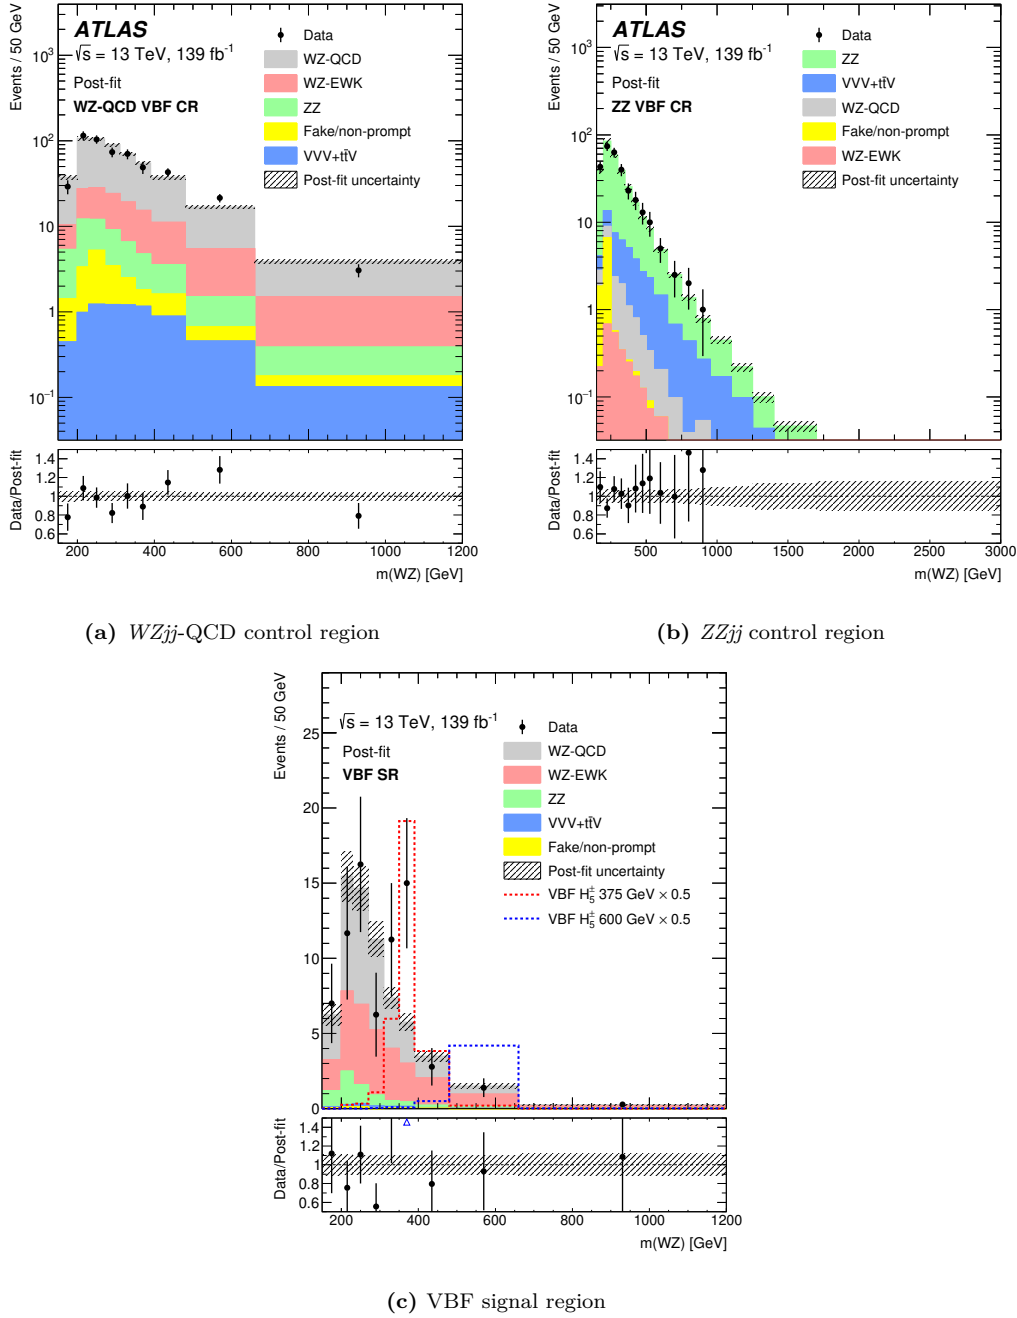 Events / 50 GeV
10³
10²
10
1
10⁻¹
ATLAS
√s = 13 TeV, 139 fb⁻¹
Post-fit
WZ-QCD VBF CR
Data
WZ-QCD
WZ-EWK
ZZ
Fake/non-prompt
VVV+tt̄V
Post-fit uncertainty
Data/Post-fit
1.4
1.2
1
0.8
0.6
200 400 600 800 1000 1200
m(WZ) [GeV]
(a) WZjj-QCD control region
Events / 50 GeV
10³
10²
10
1
10⁻¹
ATLAS
√s = 13 TeV, 139 fb⁻¹
Post-fit
ZZ VBF CR
Data
ZZ
VVV+tt̄V
WZ-QCD
Fake/non-prompt
WZ-EWK
Post-fit uncertainty
Data/Post-fit
1.4
1.2
1
0.8
0.6
500 1000 1500 2000 2500 3000
m(WZ) [GeV]
(b) ZZjj control region
Events / 50 GeV
25
20
15
10
5
0
√s = 13 TeV, 139 fb⁻¹
Post-fit
VBF SR
Data
WZ-QCD
WZ-EWK
ZZ
VVV+tt̄V
Fake/non-prompt
Post-fit uncertainty
VBF H₅± 375 GeV × 0.5
VBF H₅± 600 GeV × 0.5
Data/Post-fit
1.4
1.2
1
0.8
0.6
200 400 600 800 1000 1200
m(WZ) [GeV]
(c) VBF signal region